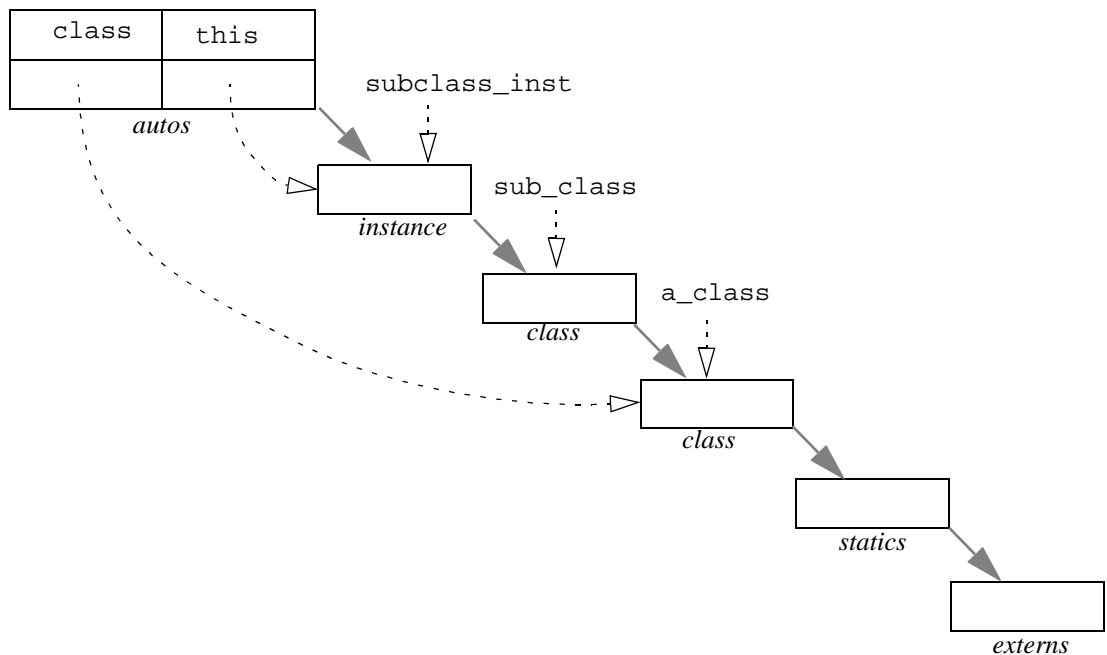 class this
autos
subclass_inst
instance
sub_class
class
a_class
class
statics
externs